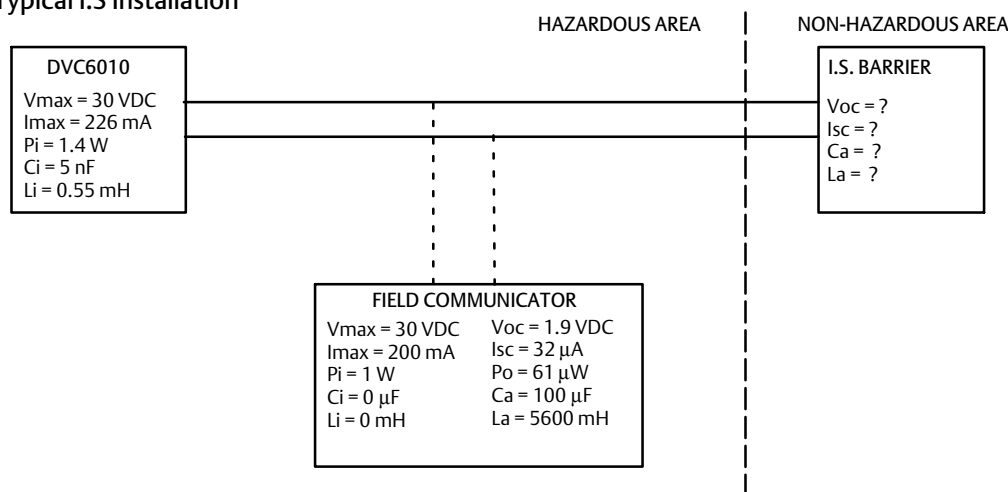 Typical I.S Installation
HAZARDOUS AREA
NON-HAZARDOUS AREA
DVC6010
Vmax = 30 VDC
Imax = 226 mA
Pi = 1.4 W
Ci = 5 nF
Li = 0.55 mH
I.S. BARRIER
Voc = ?
Isc = ?
Ca = ?
La = ?
FIELD COMMUNICATOR
Vmax = 30 VDC
Imax = 200 mA
Pi = 1 W
Ci = 0 μF
Li = 0 mH
Voc = 1.9 VDC
Isc = 32 μA
Po = 61 μW
Ca = 100 μF
La = 5600 mH